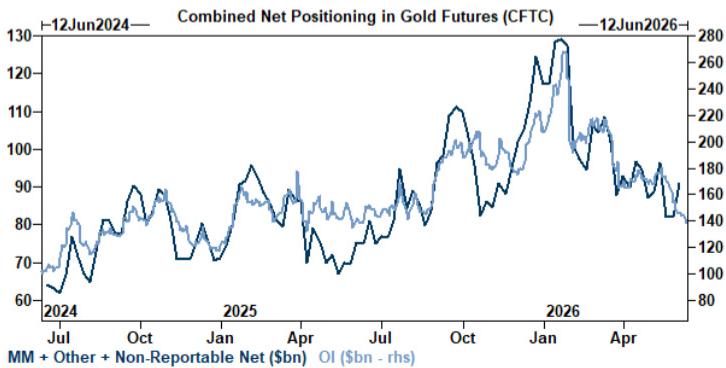 Combined Net Positioning in Gold Futures (CFTC)
12Jun2024 12Jun2026
130 280
120 260
110 240
100 220
90 200
80 180
70 160
60 140
120
100
80
2024 2025 2026
Jul Oct Jan Apr Jul Oct Jan Apr
MM + Other + Non-Reportable Net ($bn) OI ($bn - rhs)